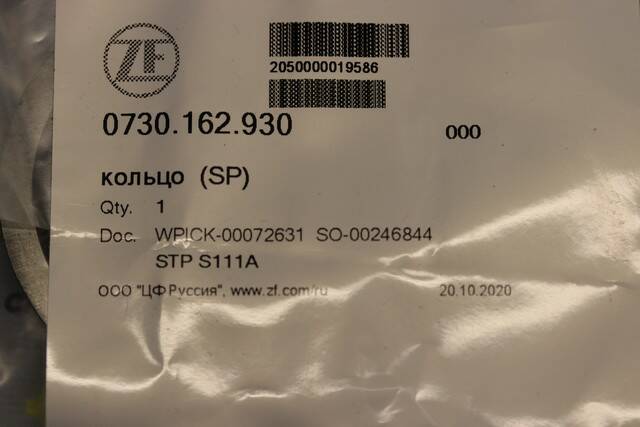 ZF
2050000019586
0730.162.930 000
кольцо (SP)
Qty. 1
Doc. WPICK-00072631 SO-00246844
STP S111A
ООО "ЦФ Руссия", www.zf.com/ru 20.10.2020